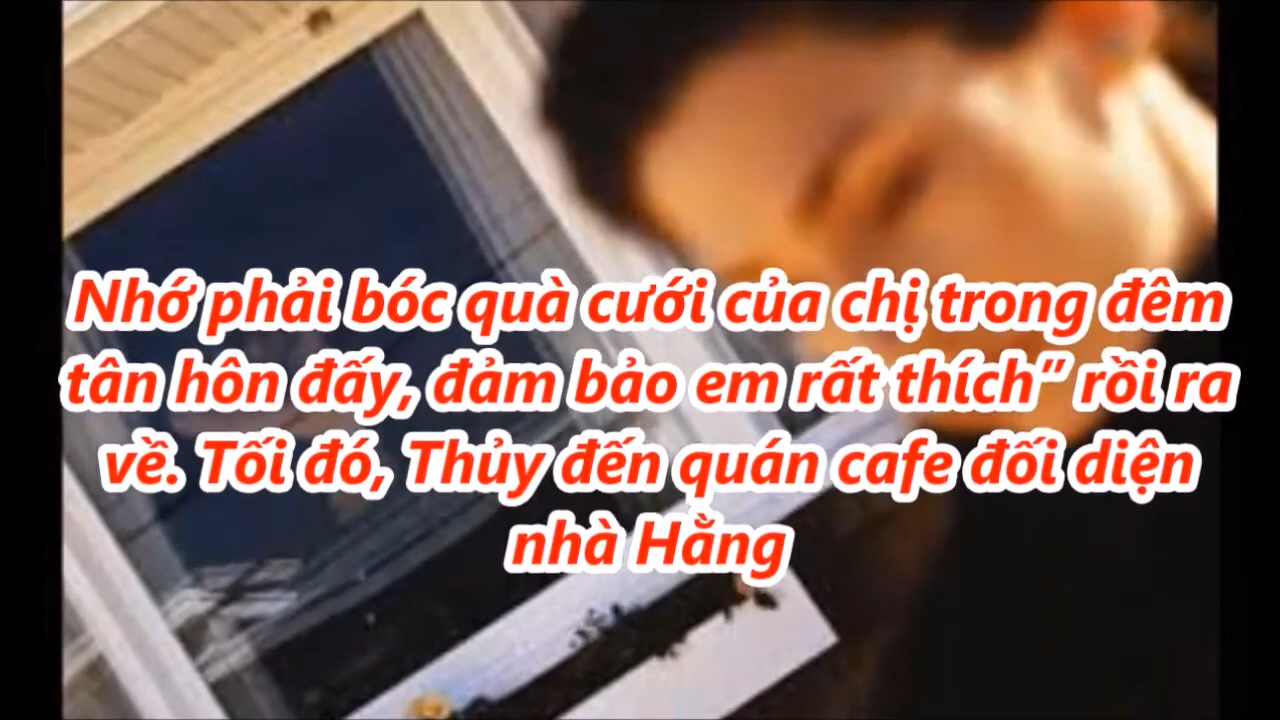 Nhớ phải bóc quà cưới của chị trong đêm
tân hôn đấy, đảm bảo em rất thích” rồi ra
về. Tối đó, Thủy đến quán cafe đối diện
nhà Hằng